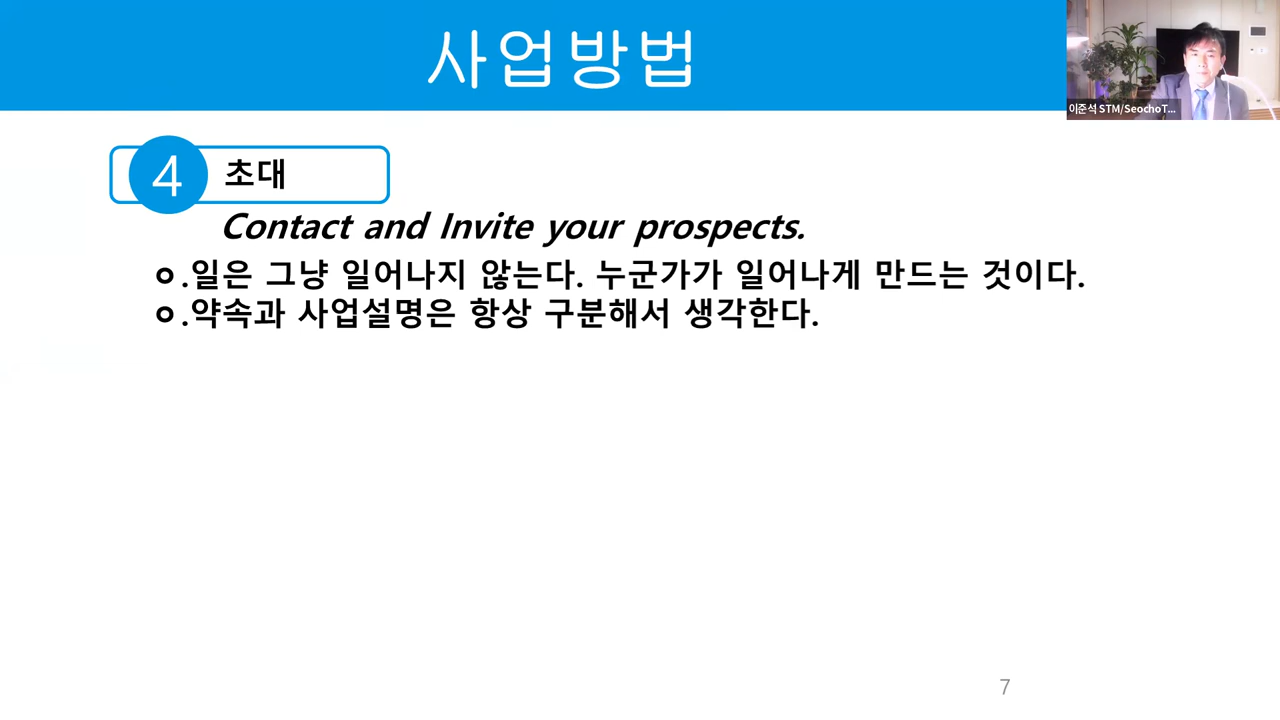 사업방법
이준석 STM/SeochoT...
4 초대
Contact and Invite your prospects.
ㅇ.일은 그냥 일어나지 않는다. 누군가가 일어나게 만드는 것이다.
ㅇ.약속과 사업설명은 항상 구분해서 생각한다.
7